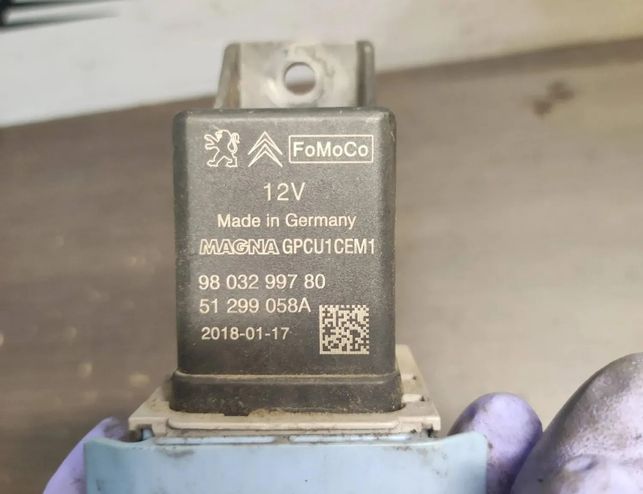 FoMoCo
12V
Made in Germany
MAGNA GPCU1CEM1
98 032 997 80
51 299 058A
2018-01-17